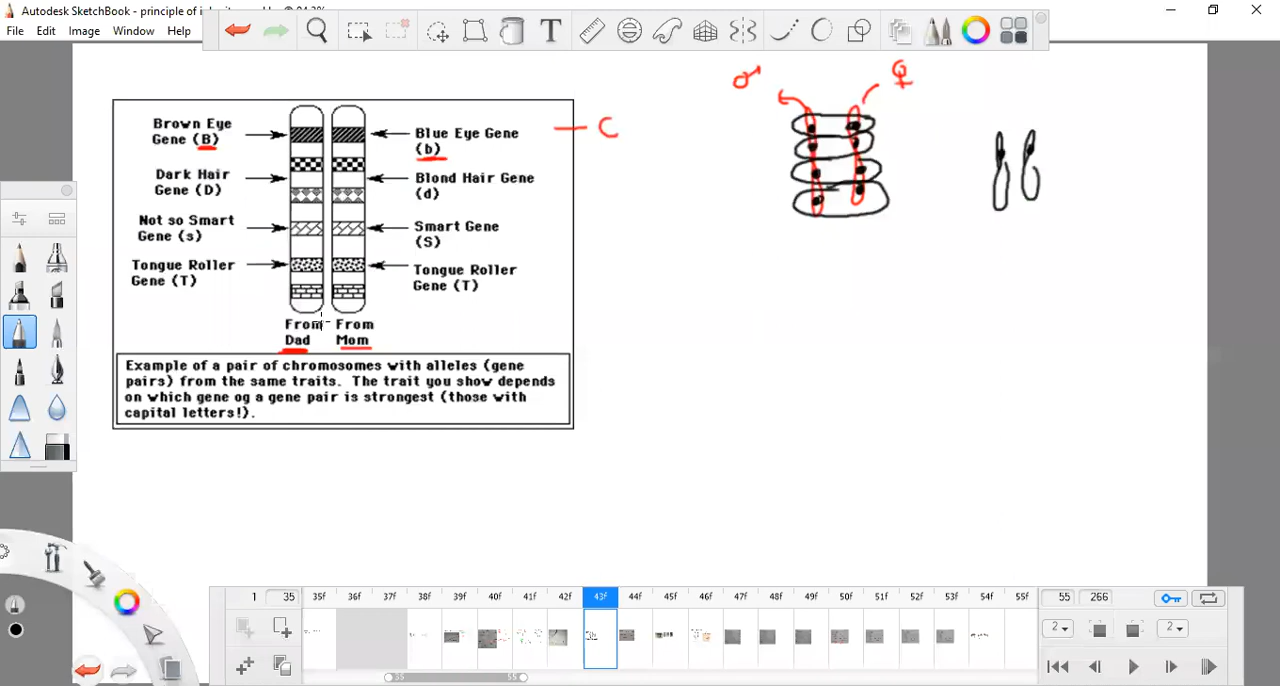 Autodesk SketchBook - principle of
File Edit Image Window Help
T
Brown Eye
Gene (B)
Blue Eye Gene
(b)
C
Dark Hair
Gene (D)
Blond Hair Gene
(d)
Not so Smart
Gene (s)
Smart Gene
(S)
Tongue Roller
Gene (T)
Tongue Roller
Gene (T)
From
Dad
From
Mom
Example of a pair of chromosomes with alleles (gene
pairs) from the same traits. The trait you show depends
on which gene og a gene pair is strongest (those with
capital letters!).
♂ ♀
1 35 35f 36f 37f 38f 39f 40f 41f 42f 43f 44f 45f 46f 47f 48f 49f 50f 51f 52f 53f 54f 55f 55 266
2 2
35 55